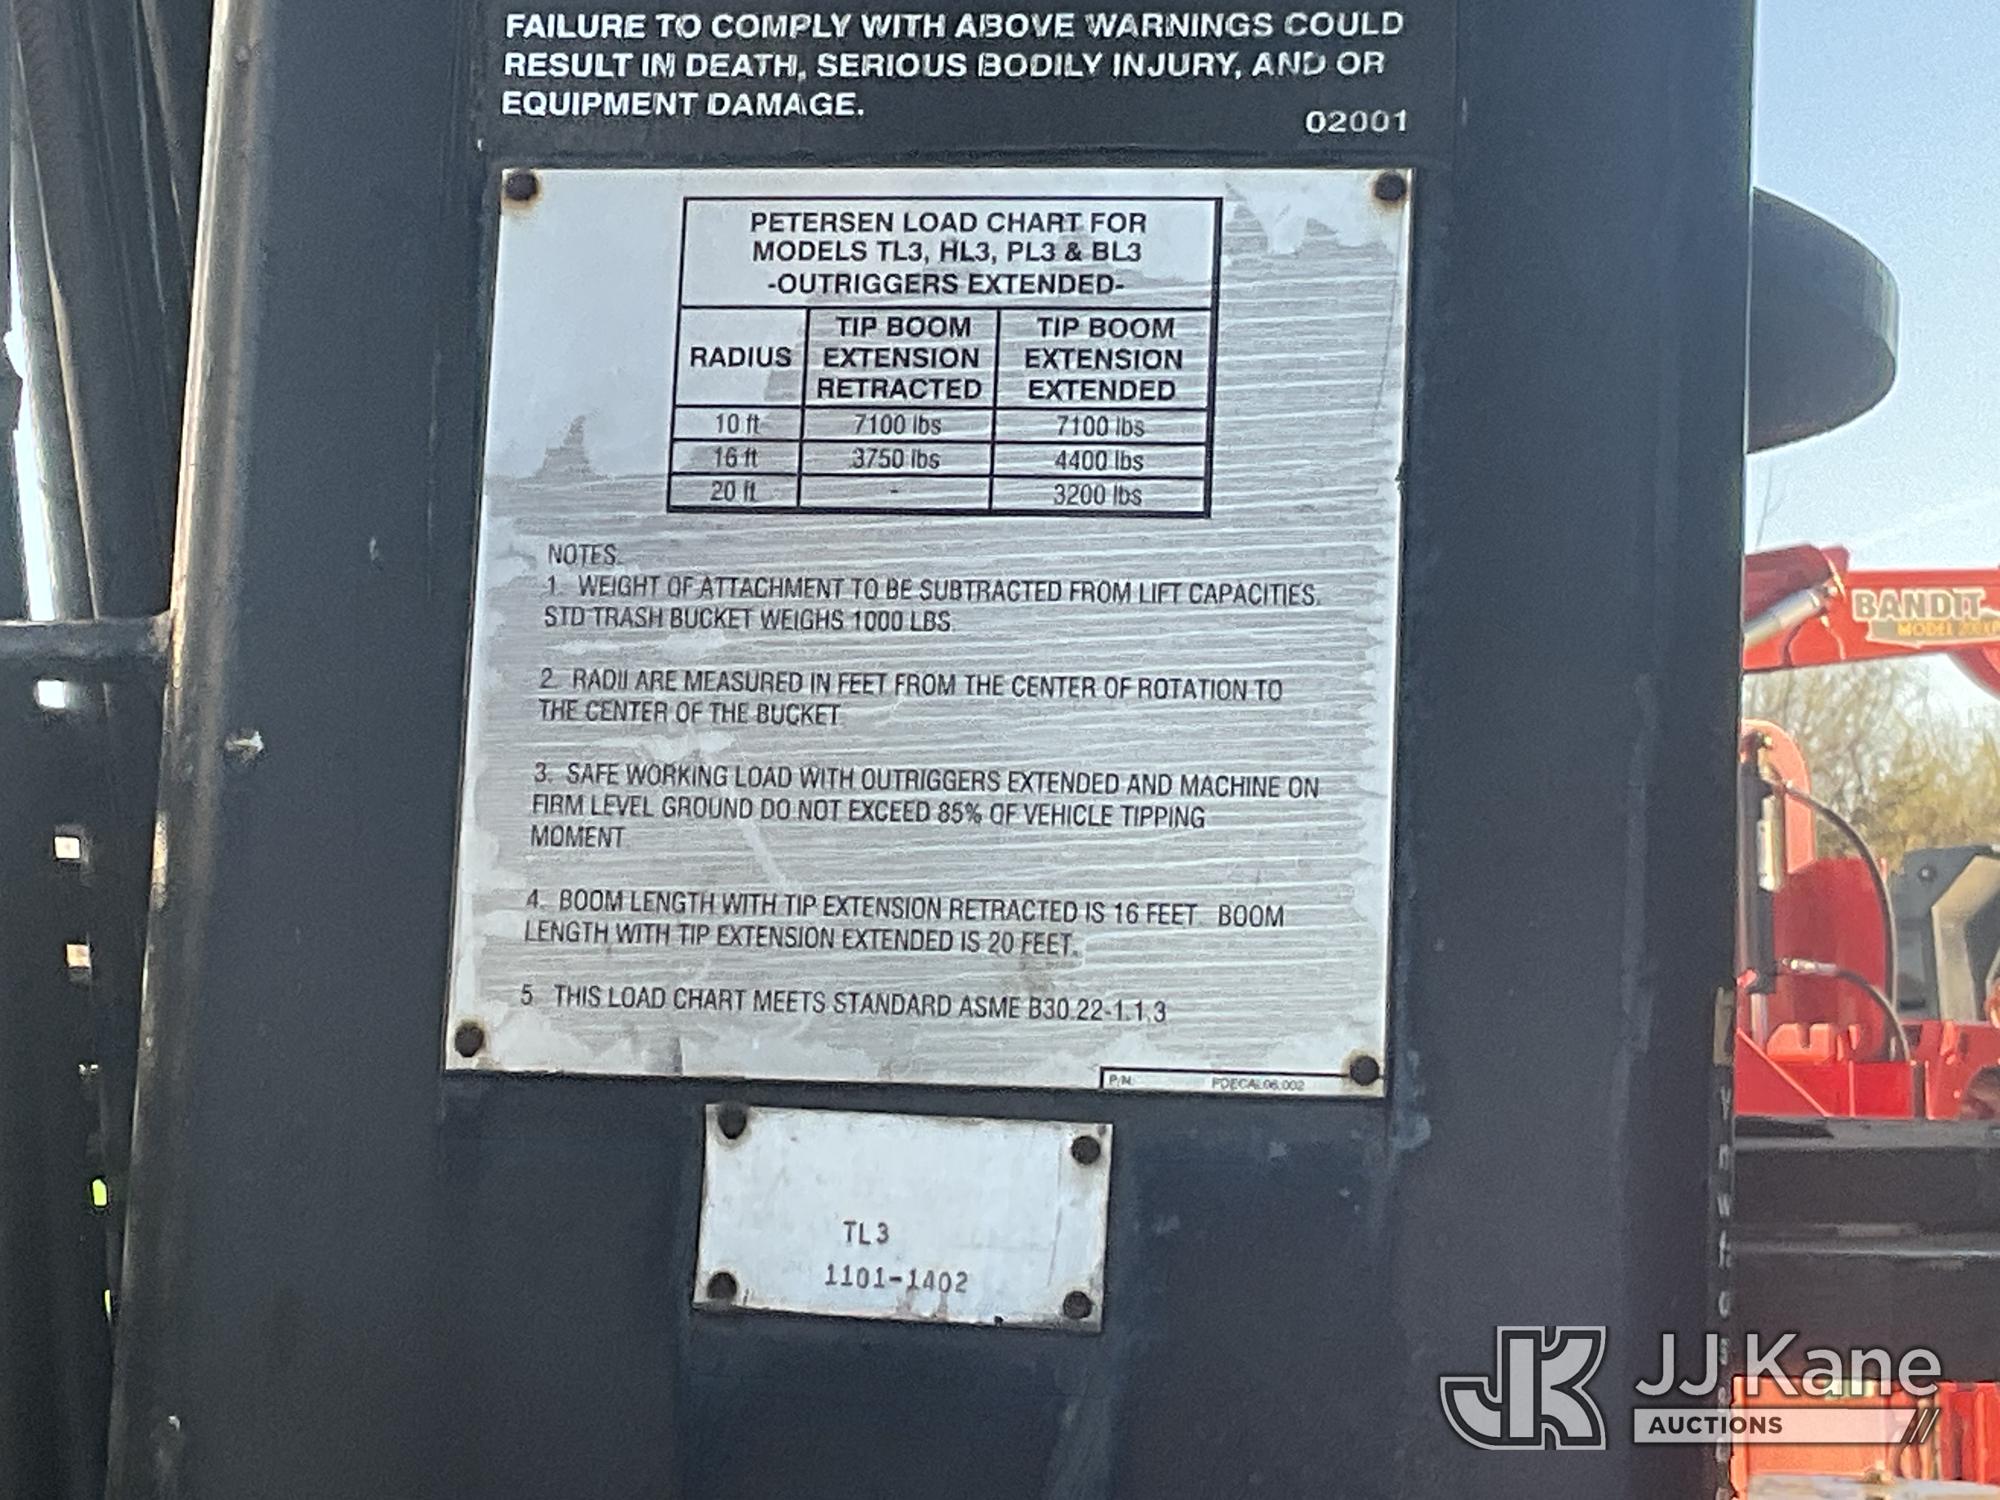 FAILURE TO COMPLY WITH ABOVE WARNINGS COULD
RESULT IN DEATH, SERIOUS BODILY INJURY, AND OR
EQUIPMENT DAMAGE.
02001
PETERSEN LOAD CHART FOR
MODELS TL3, HL3, PL3 & BL3
-OUTRIGGERS EXTENDED-
RADIUS
TIP BOOM
EXTENSION
RETRACTED
TIP BOOM
EXTENSION
EXTENDED
10 ft 7100 lbs 7100 lbs
16 ft 3750 lbs 4400 lbs
20 ft - 3200 lbs
NOTES.
1. WEIGHT OF ATTACHMENT TO BE SUBTRACTED FROM LIFT CAPACITIES.
STD TRASH BUCKET WEIGHS 1000 LBS.
2. RADII ARE MEASURED IN FEET FROM THE CENTER OF ROTATION TO
THE CENTER OF THE BUCKET
3. SAFE WORKING LOAD WITH OUTRIGGERS EXTENDED AND MACHINE ON
FIRM LEVEL GROUND DO NOT EXCEED 85% OF VEHICLE TIPPING
MOMENT
4. BOOM LENGTH WITH TIP EXTENSION RETRACTED IS 16 FEET. BOOM
LENGTH WITH TIP EXTENSION EXTENDED IS 20 FEET.
5 THIS LOAD CHART MEETS STANDARD ASME B30.22-1.1.3
P/N PDECAL06.002
TL3
1101-1402
BANDIT
MODEL
JK
JJ Kane
AUCTIONS